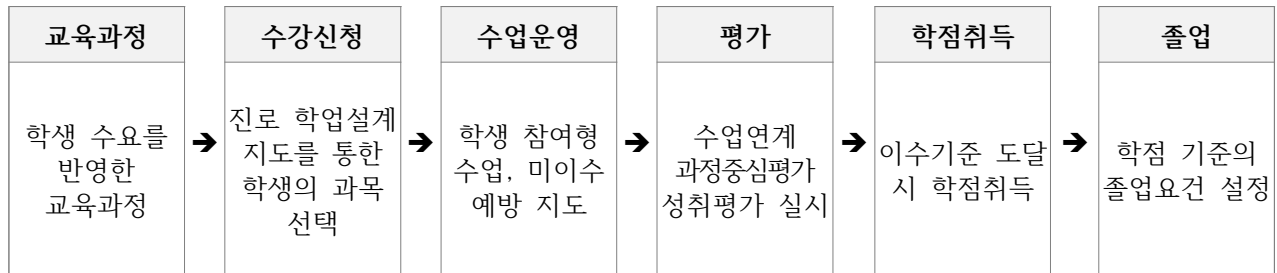 교육과정
학생 수요를
반영한
교육과정
➔
수강신청
진로 학업설계
지도를 통한
학생의 과목
선택
➔
수업운영
학생 참여형
수업, 미이수
예방 지도
➔
평가
수업연계
과정중심평가
성취평가 실시
➔
학점취득
이수기준 도달
시 학점취득
➔
졸업
학점 기준의
졸업요건 설정